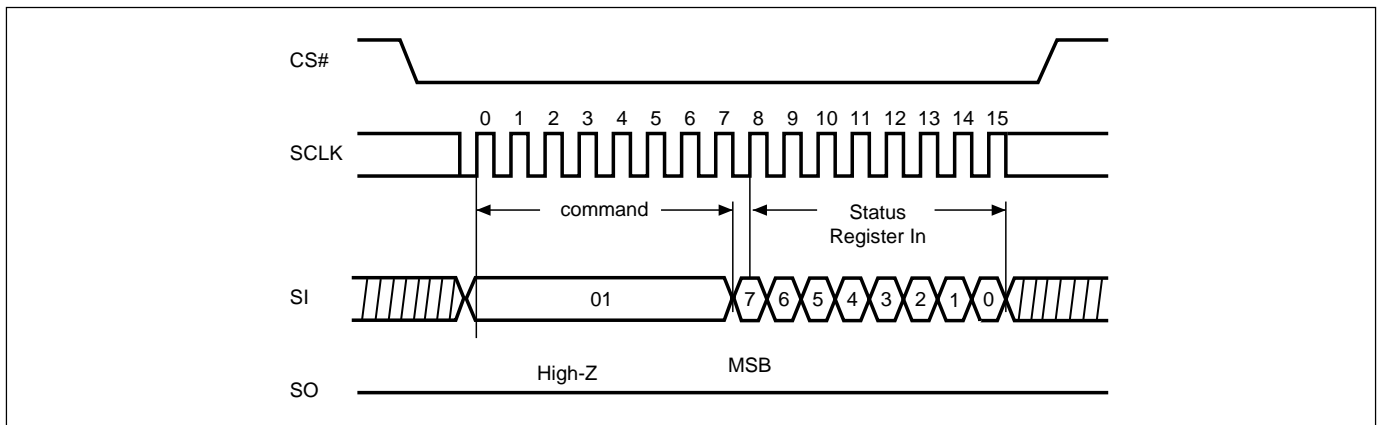 CS#
0 1 2 3 4 5 6 7 8 9 10 11 12 13 14 15
SCLK
command
Status
Register In
SI
01 7 6 5 4 3 2 1 0
MSB
High-Z
SO